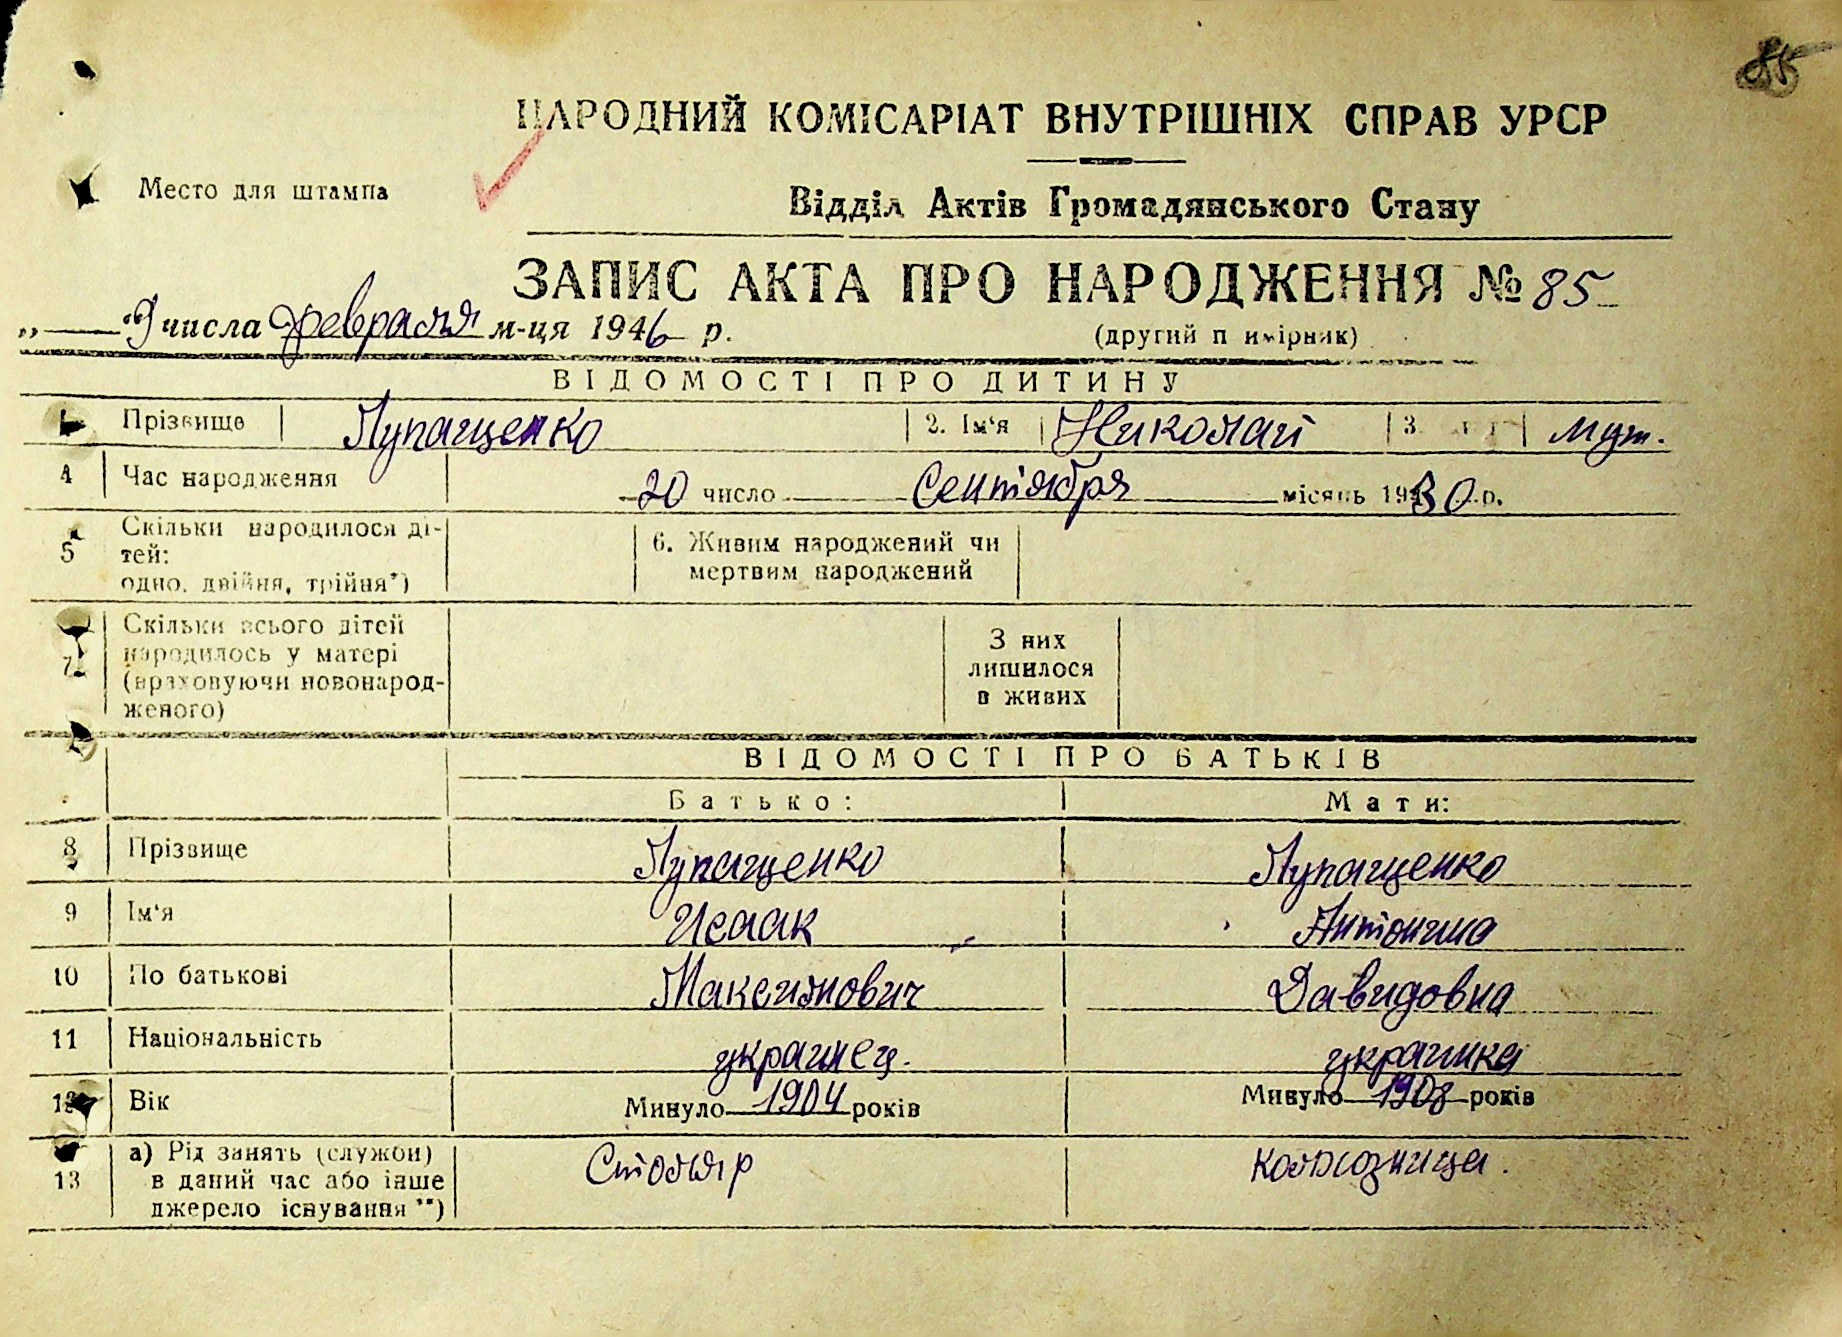 85
НАРОДНИЙ КОМІСАРІАТ ВНУТРІШНІХ СПРАВ УРСР
Место для штампа
Відділ Актів Громадянського Стану
ЗАПИС АКТА ПРО НАРОДЖЕННЯ № 85
„ “ 9 числа февраля м-ця 1946 р.
(другий п имірник)
ВІДОМОСТІ ПРО ДИТИНУ
1 Прізвище Лупащенко 2. Ім‘я Николай 3. муж.
4 Час народження 20 число Сентября місяць 1930 р.
5 Скільки народилося ді-
тей:
одно, двійня, трійня*)
6. Живим народжений чи
мертвим народжений
7 Скільки всього дітей
народилось у матері
(враховуючи новонарод-
женого)
З них
лишилося
в живих
ВІДОМОСТІ ПРО БАТЬКІВ
Батько: Мати:
8 Прізвище Лупащенко Лупащенко
9 Ім‘я Исаак Антонина
10 По батькові Максимович Давидовна
11 Національність украинец. украинка
12 Вік Минуло 1904 років Минуло 1908 років
13 а) Рід занять (служби)
в даний час або інше
джерело існування **)
Столяр колхозница.